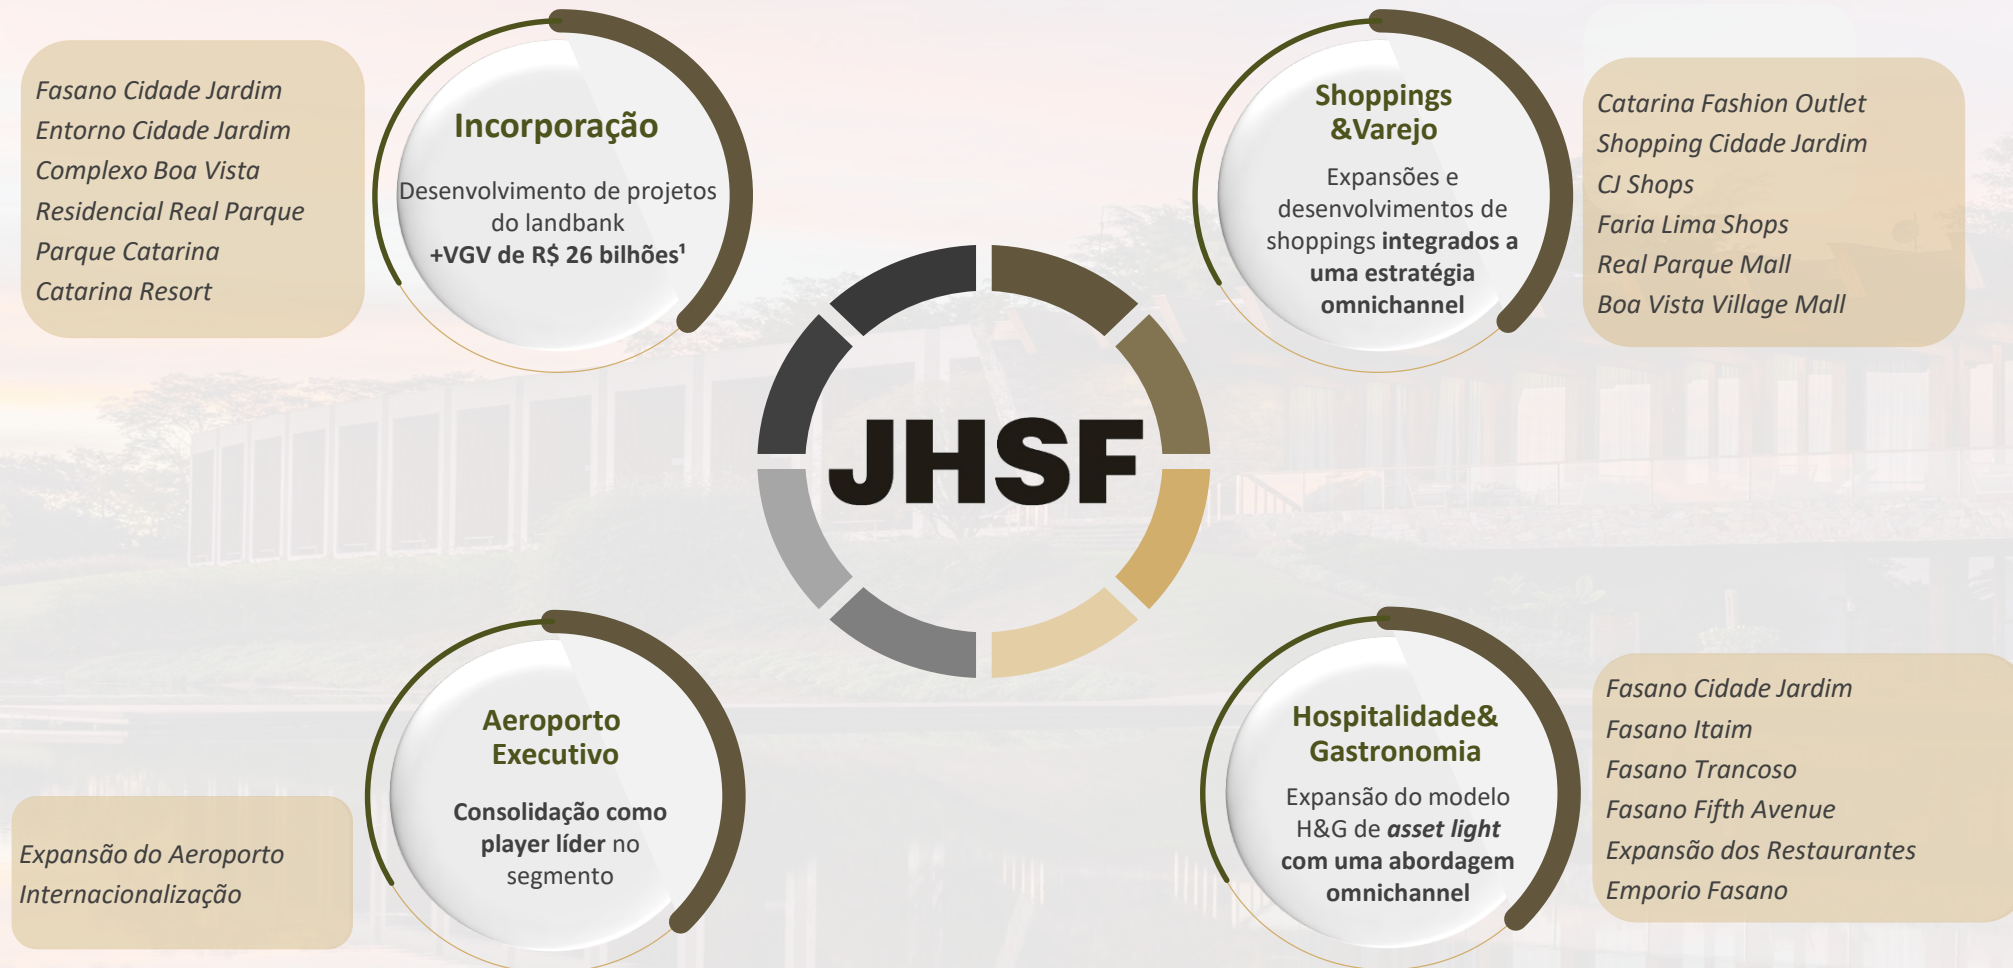 Fasano Cidade Jardim
Entorno Cidade Jardim
Complexo Boa Vista
Residencial Real Parque
Parque Catarina
Catarina Resort
Incorporação
Desenvolvimento de projetos
do landbank
+VGV de R$ 26 bilhões¹
Shoppings
&Varejo
Expansões e
desenvolvimentos de
shoppings integrados a
uma estratégia
omnichannel
Catarina Fashion Outlet
Shopping Cidade Jardim
CJ Shops
Faria Lima Shops
Real Parque Mall
Boa Vista Village Mall
JHSF
Expansão do Aeroporto
Internacionalização
Aeroporto
Executivo
Consolidação como
player líder no
segmento
Hospitalidade&
Gastronomia
Expansão do modelo
H&G de asset light
com uma abordagem
omnichannel
Fasano Cidade Jardim
Fasano Itaim
Fasano Trancoso
Fasano Fifth Avenue
Expansão dos Restaurantes
Emporio Fasano